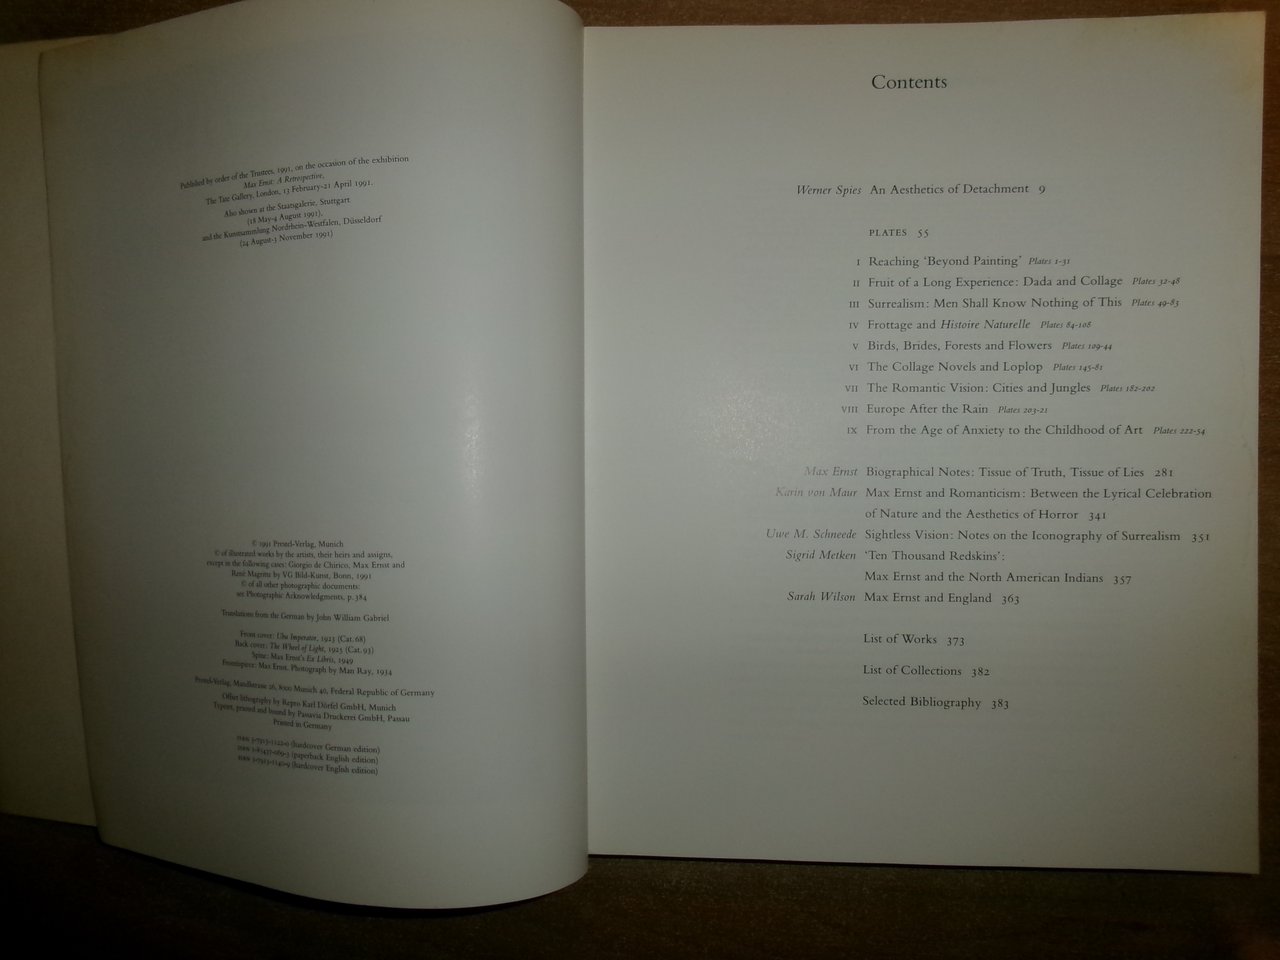 Published by order of the Trustees, 1991, on the occasion of the exhibition
Max Ernst: A Retrospective,
The Tate Gallery, London, 13 February-21 April 1991.
Also shown at the Staatsgalerie, Stuttgart
(18 May-4 August 1991),
and the Kunstsammlung Nordrhein-Westfalen, Düsseldorf
(24 August-3 November 1991)
© 1991 Prestel-Verlag, Munich
© of illustrated works by the artists, their heirs and assigns,
except in the following cases: Giorgio de Chirico, Max Ernst and
René Magritte by VG Bild-Kunst, Bonn, 1991
© of all other photographic documents:
see Photographic Acknowledgments, p. 384
Translations from the German by John William Gabriel
Front cover: Ubu Imperator, 1923 (Cat. 68)
Back cover: The Wheel of Light, 1925 (Cat. 93)
Spine: Max Ernst's Ex Libris, 1949
Frontispiece: Max Ernst. Photograph by Man Ray, 1934
Prestel-Verlag, Mandlstrasse 26, 8000 Munich 40, Federal Republic of Germany
Offset lithography by Repro Karl Dörfel GmbH, Munich
Typeset, printed and bound by Passavia Druckerei GmbH, Passau
Printed in Germany
ISBN 3-7913-1122-0 (hardcover German edition)
ISBN 1-85437-069-3 (paperback English edition)
ISBN 3-7913-1140-9 (hardcover English edition)
Contents
Werner Spies An Aesthetics of Detachment 9
PLATES 55
I Reaching ‘Beyond Painting’ Plates 1-31
II Fruit of a Long Experience: Dada and Collage Plates 32-48
III Surrealism: Men Shall Know Nothing of This Plates 49-83
IV Frottage and Histoire Naturelle Plates 84-108
V Birds, Brides, Forests and Flowers Plates 109-44
VI The Collage Novels and Loplop Plates 145-81
VII The Romantic Vision: Cities and Jungles Plates 182-202
VIII Europe After the Rain Plates 203-21
IX From the Age of Anxiety to the Childhood of Art Plates 222-54
Max Ernst Biographical Notes: Tissue of Truth, Tissue of Lies 281
Karin von Maur Max Ernst and Romanticism: Between the Lyrical Celebration
of Nature and the Aesthetics of Horror 341
Uwe M. Schneede Sightless Vision: Notes on the Iconography of Surrealism 351
Sigrid Metken ‘Ten Thousand Redskins’:
Max Ernst and the North American Indians 357
Sarah Wilson Max Ernst and England 363
List of Works 373
List of Collections 382
Selected Bibliography 383